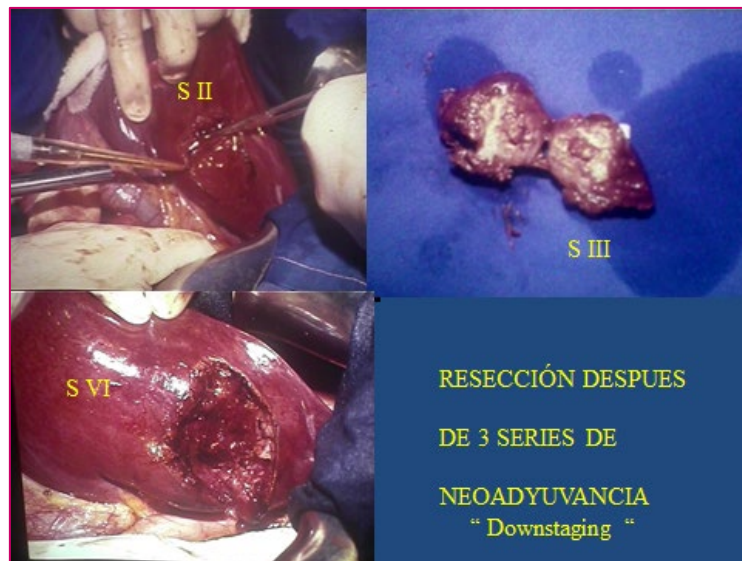 S II
S III
S VI
RESECCIÓN DESPUES
DE 3 SERIES DE
NEOADYUVANCIA
“ Downstaging “